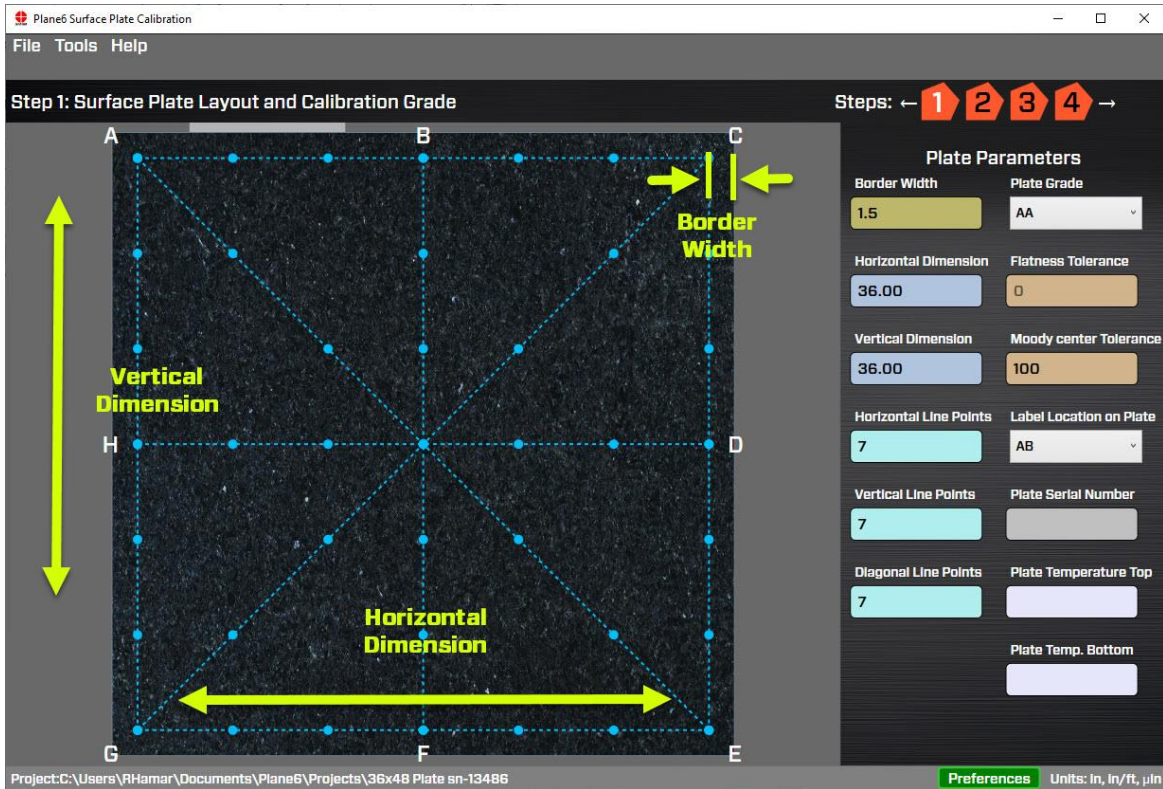 Plane6 Surface Plate Calibration
File Tools Help
Step 1: Surface Plate Layout and Calibration Grade
Steps: ← 1 2 3 4 →
A B C
Border
Width
Vertical
Dimension
H D
Horizontal
Dimension
G F E
Plate Parameters
Border Width Plate Grade
1.5 AA
Horizontal Dimension Flatness Tolerance
36.00 0
Vertical Dimension Moody center Tolerance
36.00 100
Horizontal Line Points Label Location on Plate
7 AB
Vertical Line Points Plate Serial Number
7
Diagonal Line Points Plate Temperature Top
7
Plate Temp. Bottom
Project:C:\Users\RHamar\Documents\Plane6\Projects\36x48 Plate sn-13486
Preferences Units: in, in/ft, µin